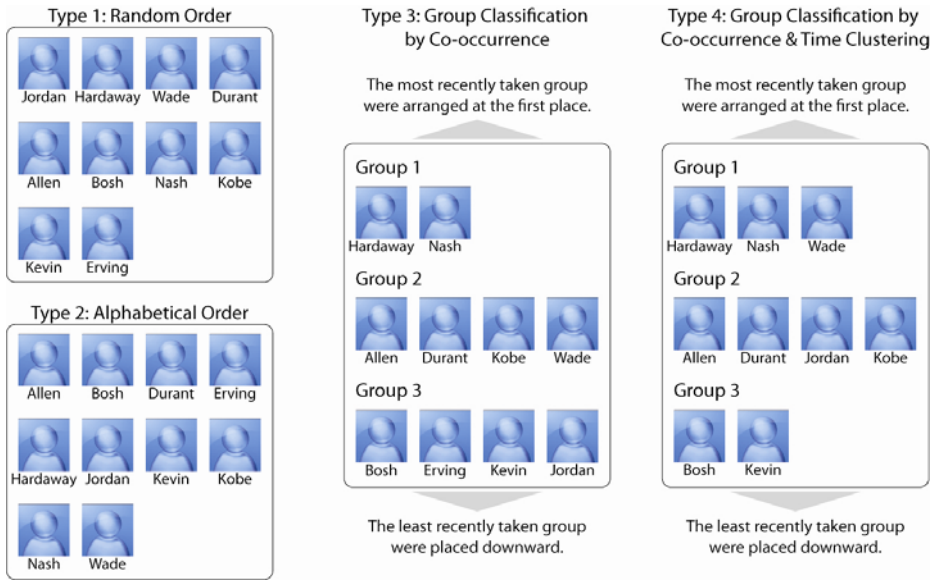 Type 1: Random Order
Jordan Hardaway Wade Durant
Allen Bosh Nash Kobe
Kevin Erving
Type 2: Alphabetical Order
Allen Bosh Durant Erving
Hardaway Jordan Kevin Kobe
Nash Wade
Type 3: Group Classification
by Co-occurrence
The most recently taken group
were arranged at the first place.
Group 1
Hardaway Nash
Group 2
Allen Durant Kobe Wade
Group 3
Bosh Erving Kevin Jordan
The least recently taken group
were placed downward.
Type 4: Group Classification by
Co-occurrence & Time Clustering
The most recently taken group
were arranged at the first place.
Group 1
Hardaway Nash Wade
Group 2
Allen Durant Jordan Kobe
Group 3
Bosh Kevin
The least recently taken group
were placed downward.